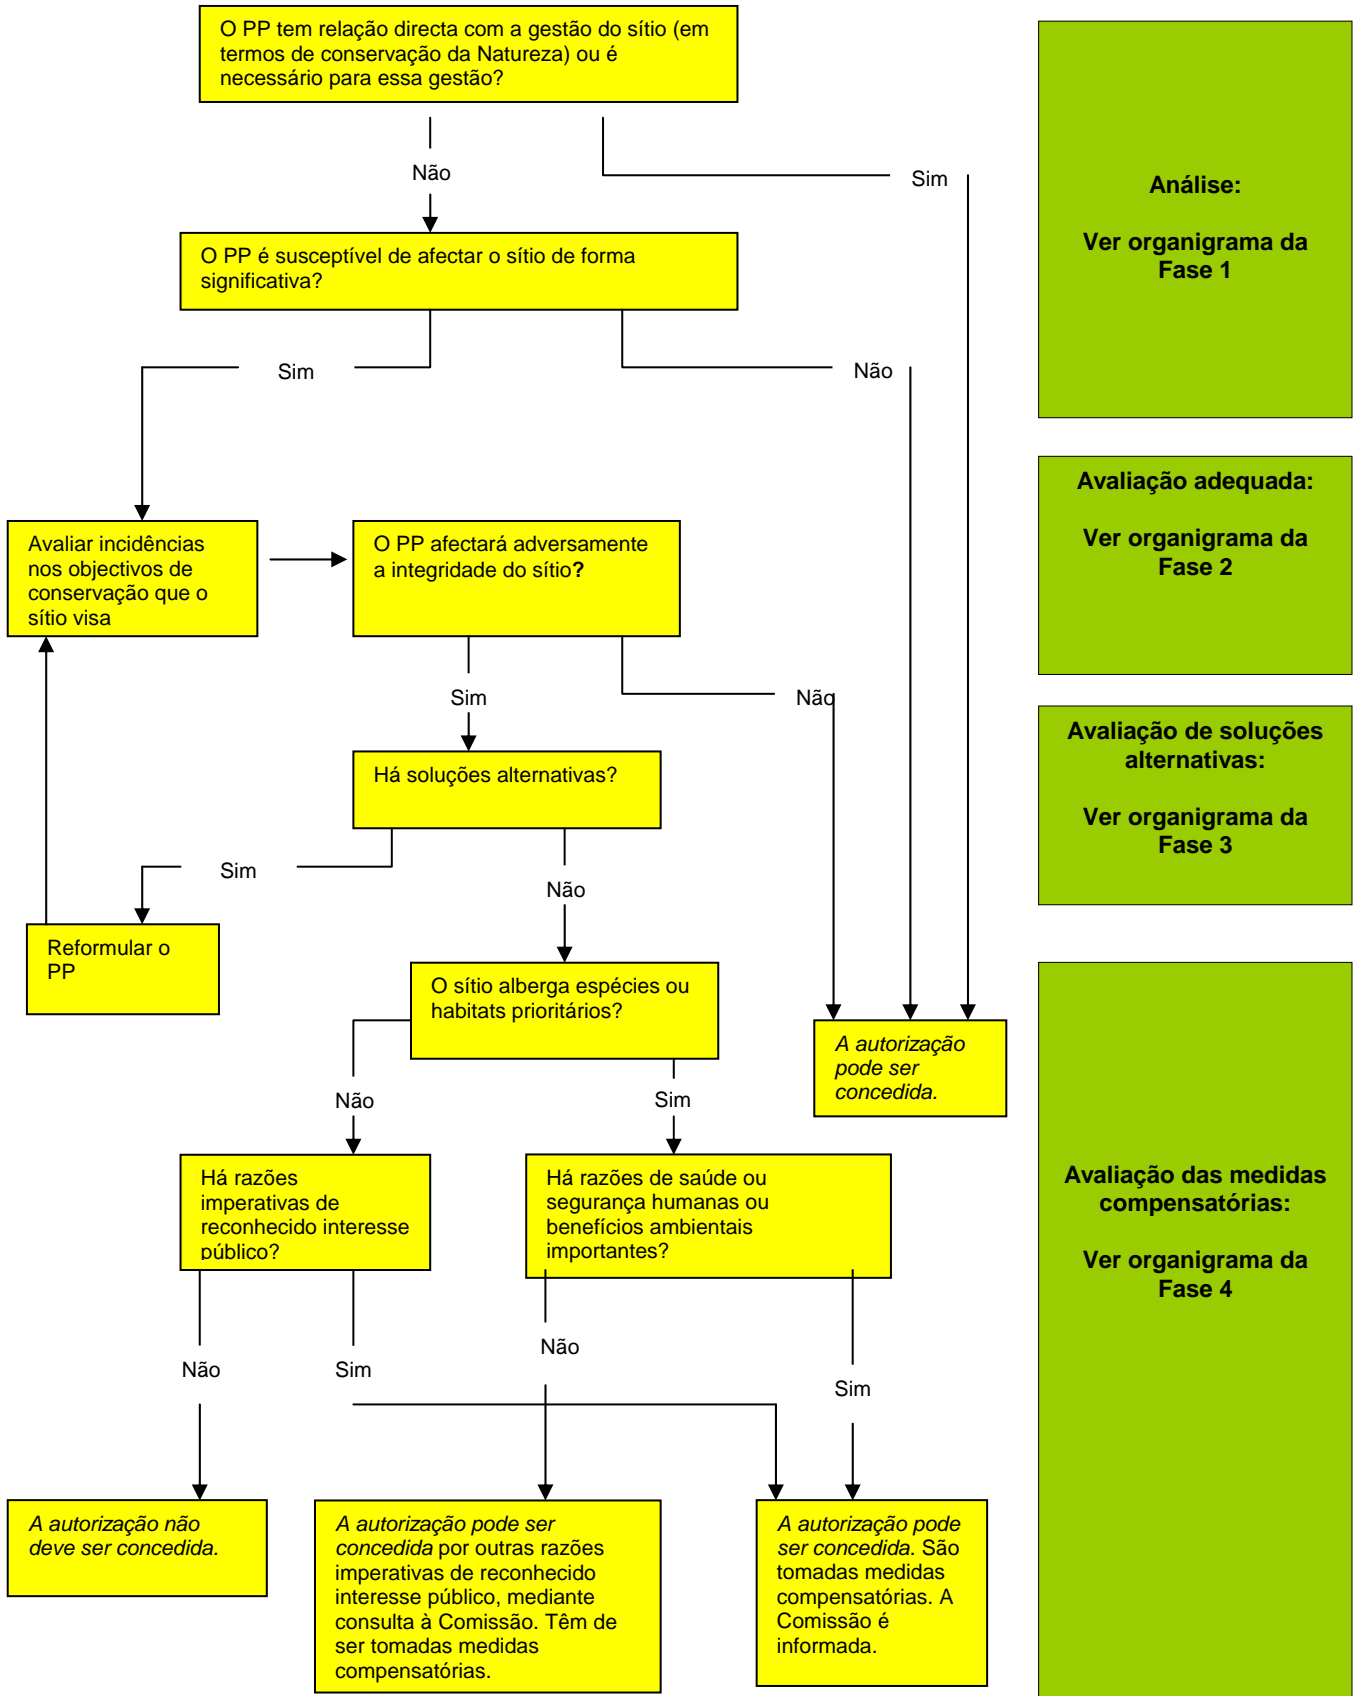 O PP tem relação directa com a gestão do sítio (em
termos de conservação da Natureza) ou é
necessário para essa gestão?
Não
Sim
O PP é susceptível de afectar o sítio de forma
significativa?
Sim
Não
Avaliar incidências
nos objectivos de
conservação que o
sítio visa
O PP afectará adversamente
a integridade do sítio?
Sim
Não
Há soluções alternativas?
Sim
Não
Reformular o
PP
O sítio alberga espécies ou
habitats prioritários?
A autorização
pode ser
concedida.
Não
Sim
Há razões
imperativas de
reconhecido interesse
público?
Há razões de saúde ou
segurança humanas ou
benefícios ambientais
importantes?
Não
Sim
Não
Sim
A autorização não
deve ser concedida.
A autorização pode ser
concedida por outras razões
imperativas de reconhecido
interesse público, mediante
consulta à Comissão. Têm de
ser tomadas medidas
compensatórias.
A autorização pode
ser concedida. São
tomadas medidas
compensatórias. A
Comissão é
informada.
Análise:
Ver organigrama da
Fase 1
Avaliação adequada:
Ver organigrama da
Fase 2
Avaliação de soluções
alternativas:
Ver organigrama da
Fase 3
Avaliação das medidas
compensatórias:
Ver organigrama da
Fase 4